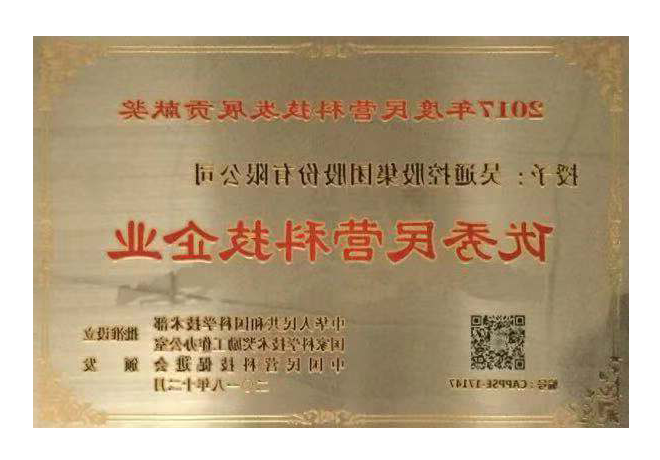 2017年度民营科技发展贡献奖
授予：吴通控股集团股份有限公司
优秀民营科技企业
中华人民共和国科学技术部
国家科学技术奖励工作办公室
批准设立
中国民营科技促进会 颁发
二〇一八年十二月
编号：CAPPSE-17147